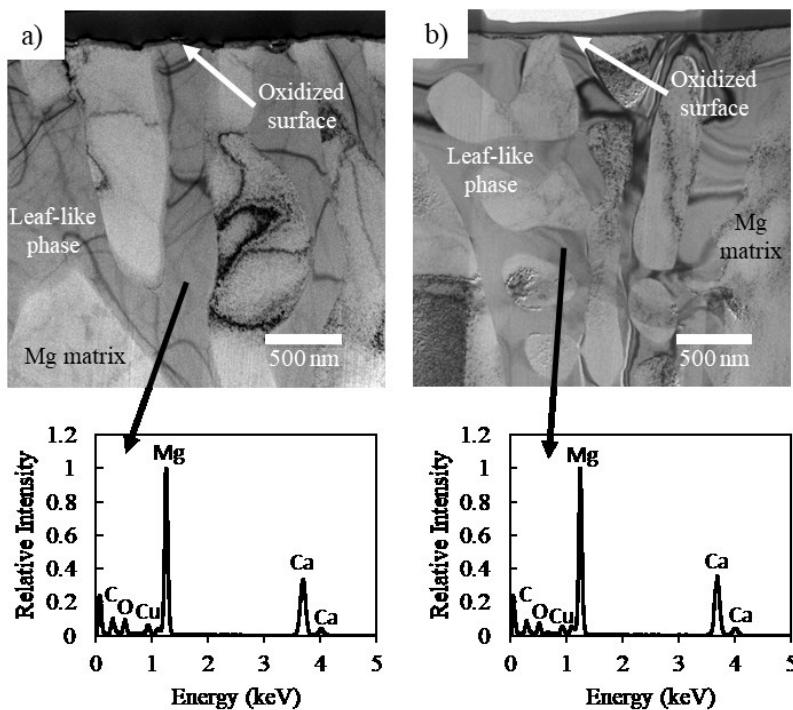 a)
Oxidized
surface
Leaf-like
phase
Mg matrix
500 nm
b)
Oxidized
surface
Leaf-like
phase
Mg
matrix
500 nm
1.2
1
0.8
0.6
0.4
0.2
0
Relative Intensity
C
O
Cu
Mg
Ca
Ca
0 1 2 3 4 5
Energy (keV)
1.2
1
0.8
0.6
0.4
0.2
0
Relative Intensity
C
O
Cu
Mg
Ca
Ca
0 1 2 3 4 5
Energy (keV)